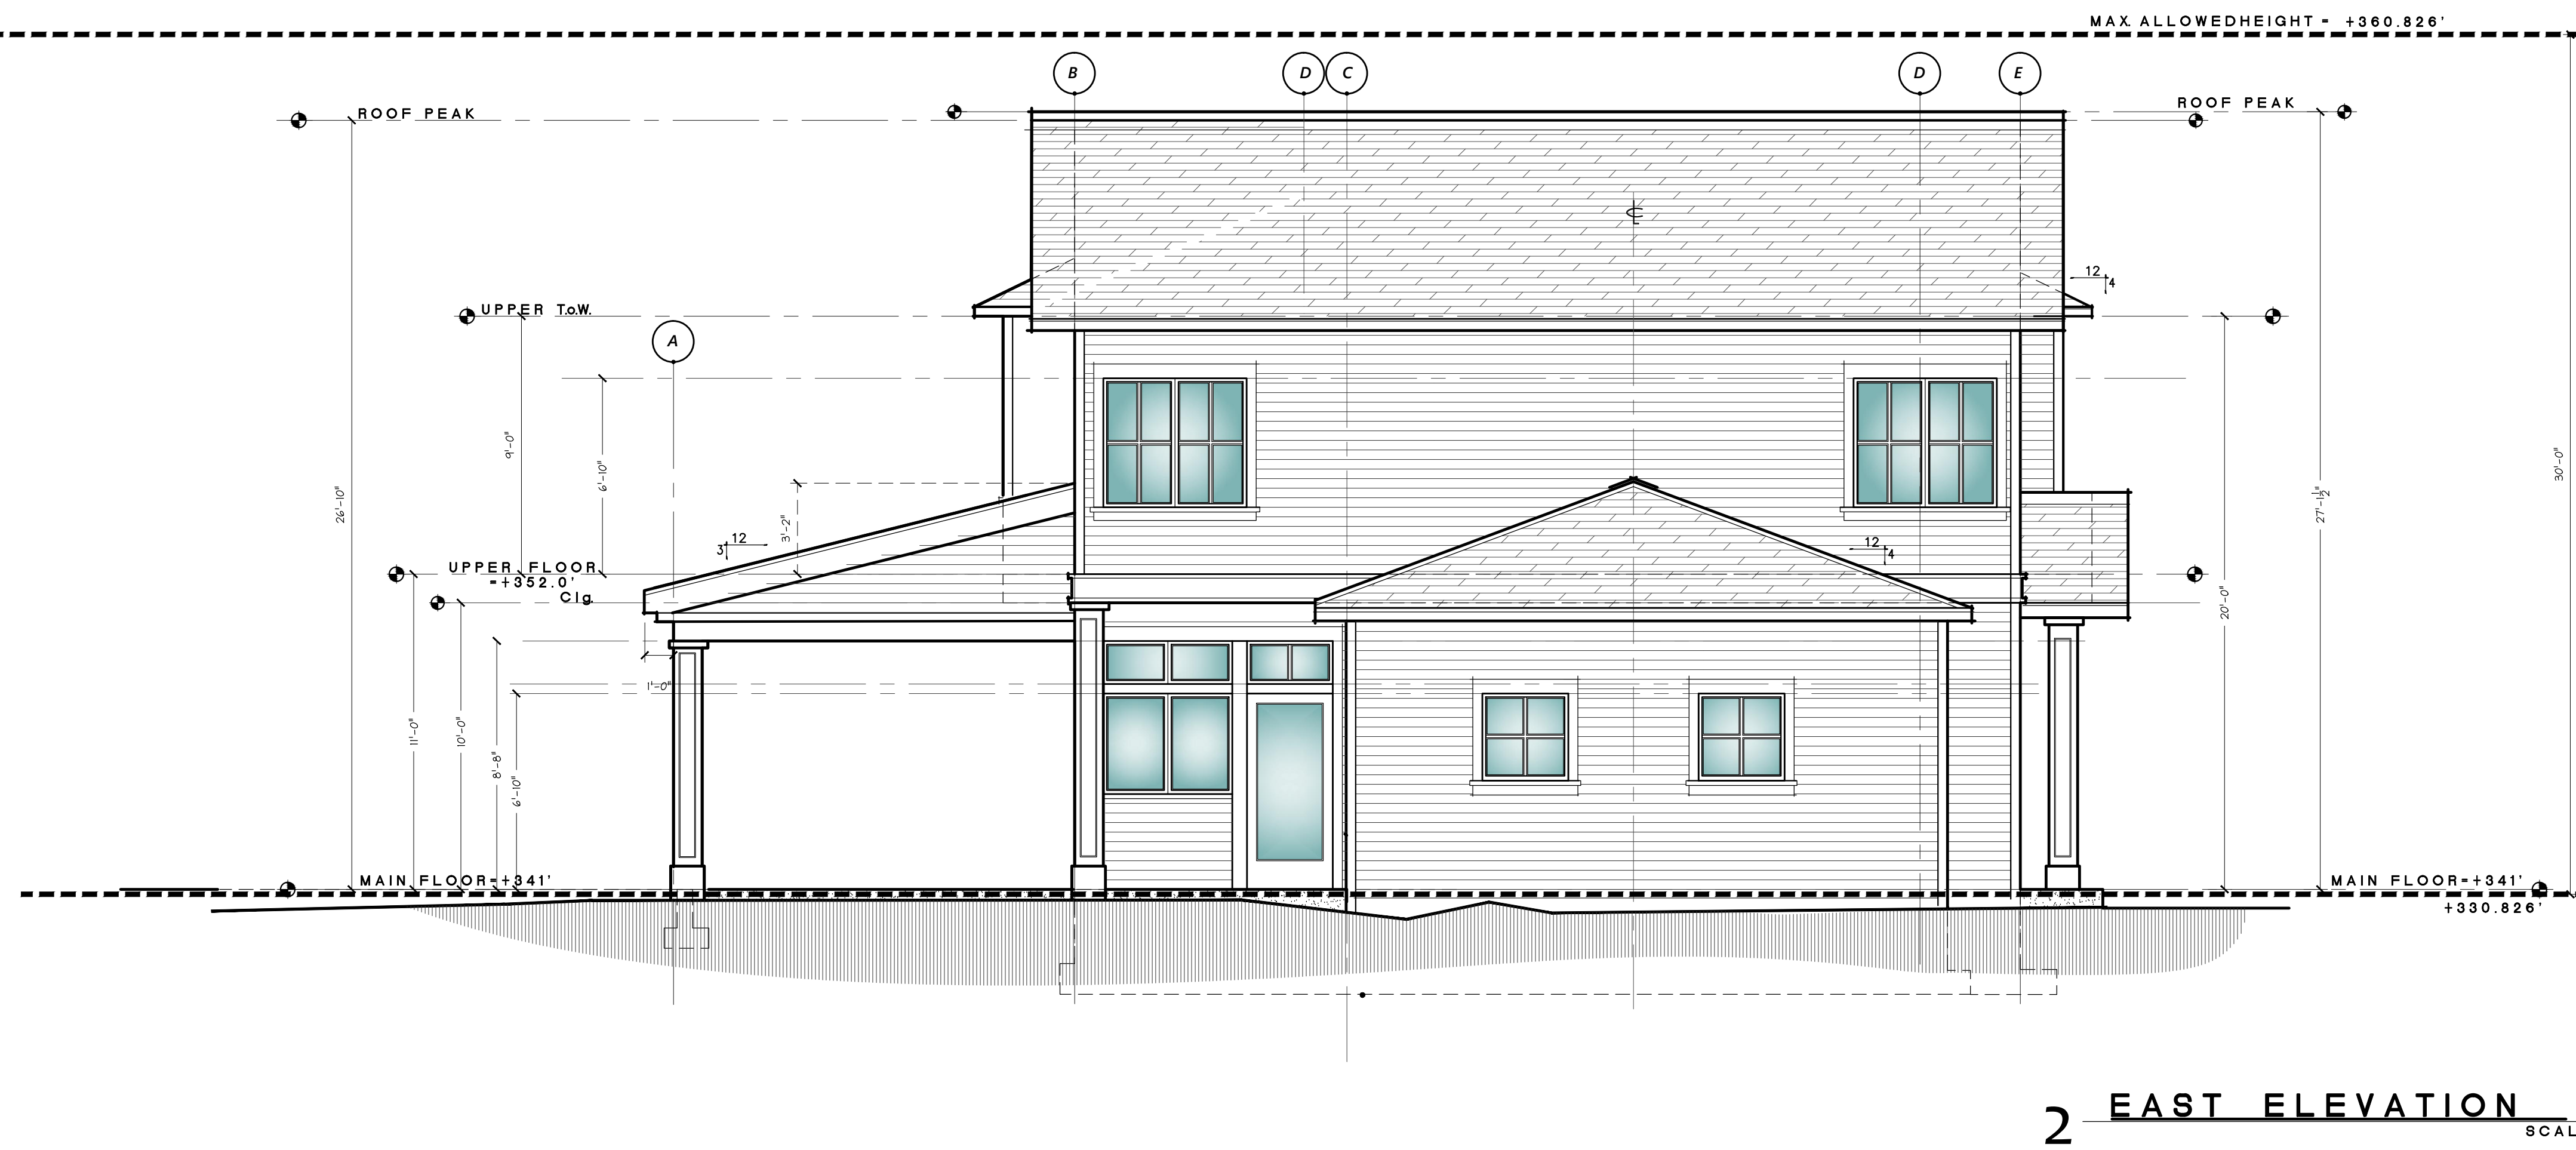 MAX. ALLOWEDHEIGHT = +360.826'
B
D
C
D
E
ROOF PEAK
ROOF PEAK
12
4
UPPER T.o.W.
A
9'-0"
6'-10"
26'-10"
3'-2"
12
3
12
4
27'-1½"
30'-0"
UPPER FLOOR
=+352.0'
Clg.
20'-0"
1'-0"
11'-0"
10'-0"
8'-8"
6'-10"
MAIN FLOOR=+341'
MAIN FLOOR=+341'
+330.826'
2 EAST ELEVATION
SCAL